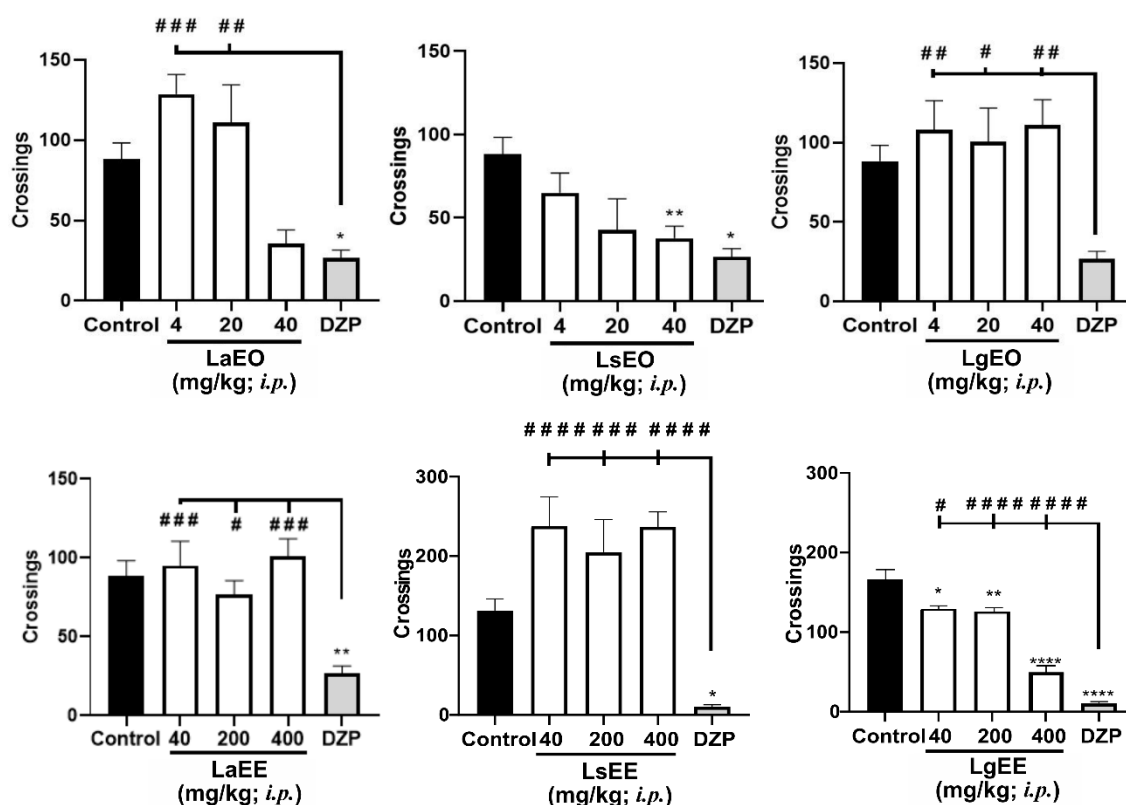 ### ##
150
100
50
0
Crossings
*
Control 4 20 40 DZP
LaEO
(mg/kg; i.p.)
150
100
50
0
Crossings
** *
Control 4 20 40 DZP
LsEO
(mg/kg; i.p.)
## # ##
150
100
50
0
Crossings
Control 4 20 40 DZP
LgEO
(mg/kg; i.p.)
150
100
50
0
Crossings
### # ###
**
Control 40 200 400 DZP
LaEE
(mg/kg; i.p.)
#### ### ####
300
200
100
0
Crossings
*
Control 40 200 400 DZP
LsEE
(mg/kg; i.p.)
300
200
100
0
Crossings
# #### ####
* ** **** ****
Control 40 200 400 DZP
LgEE
(mg/kg; i.p.)